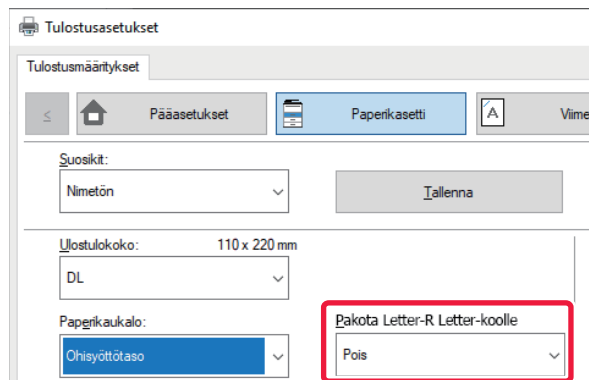 Tulostusasetukset
Tulostusmääritykset
< Pääasetukset Paperikasetti A Viime
Suosikit:
Nimetön Tallenna
Ulostulokoko: 110 x 220 mm
DL
Paperikaukalo: Pakota Letter-R Letter-koolle
Ohisyöttötaso Pois